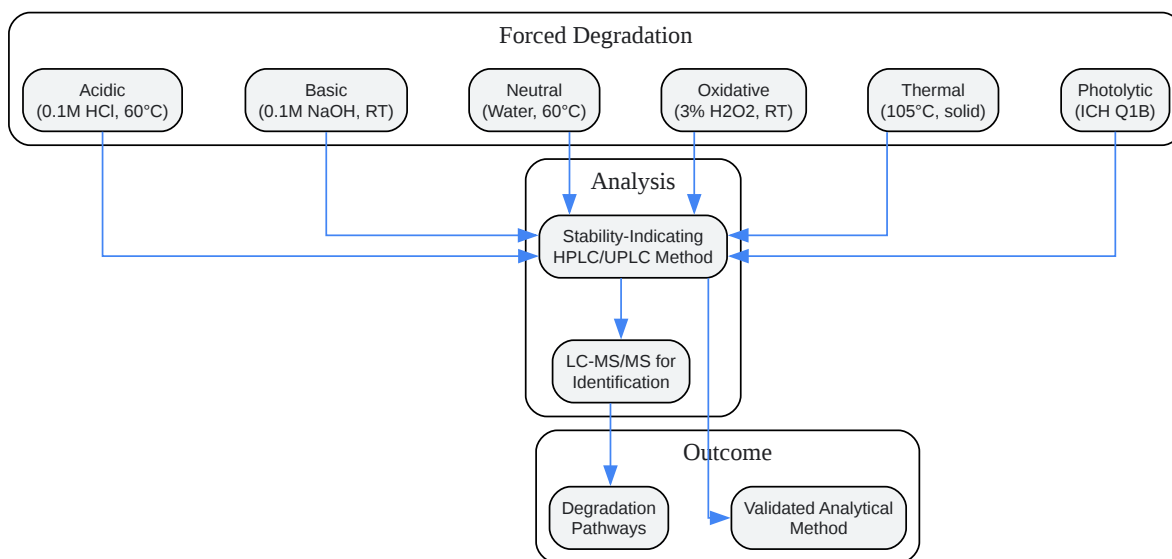 Forced Degradation
Acidic
(0.1M HCl, 60°C)
Basic
(0.1M NaOH, RT)
Neutral
(Water, 60°C)
Oxidative
(3% H2O2, RT)
Thermal
(105°C, solid)
Photolytic
(ICH Q1B)
Analysis
Stability-Indicating
HPLC/UPLC Method
LC-MS/MS for
Identification
Outcome
Degradation
Pathways
Validated Analytical
Method